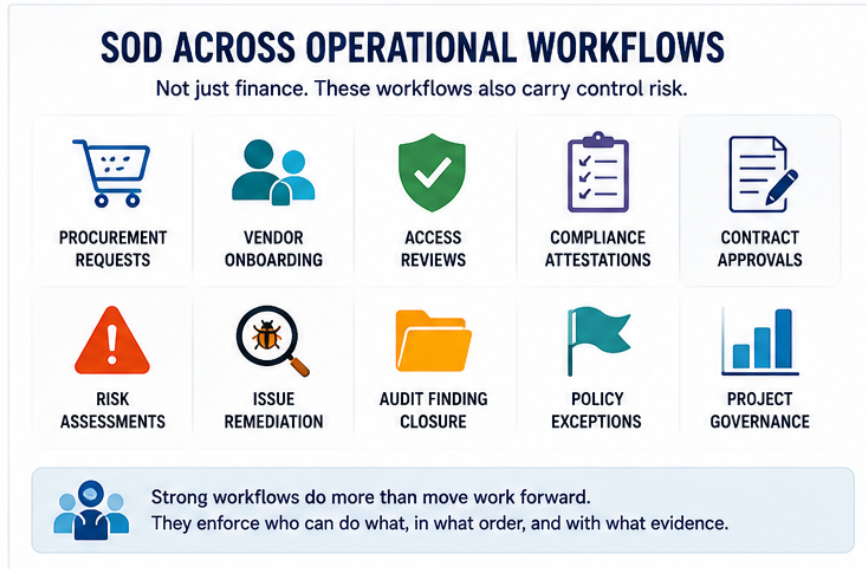 SOD ACROSS OPERATIONAL WORKFLOWS
Not just finance. These workflows also carry control risk.
PROCUREMENT
REQUESTS
VENDOR
ONBOARDING
ACCESS
REVIEWS
COMPLIANCE
ATTESTATIONS
CONTRACT
APPROVALS
RISK
ASSESSMENTS
ISSUE
REMEDIATION
AUDIT FINDING
CLOSURE
POLICY
EXCEPTIONS
PROJECT
GOVERNANCE
Strong workflows do more than move work forward.
They enforce who can do what, in what order, and with what evidence.